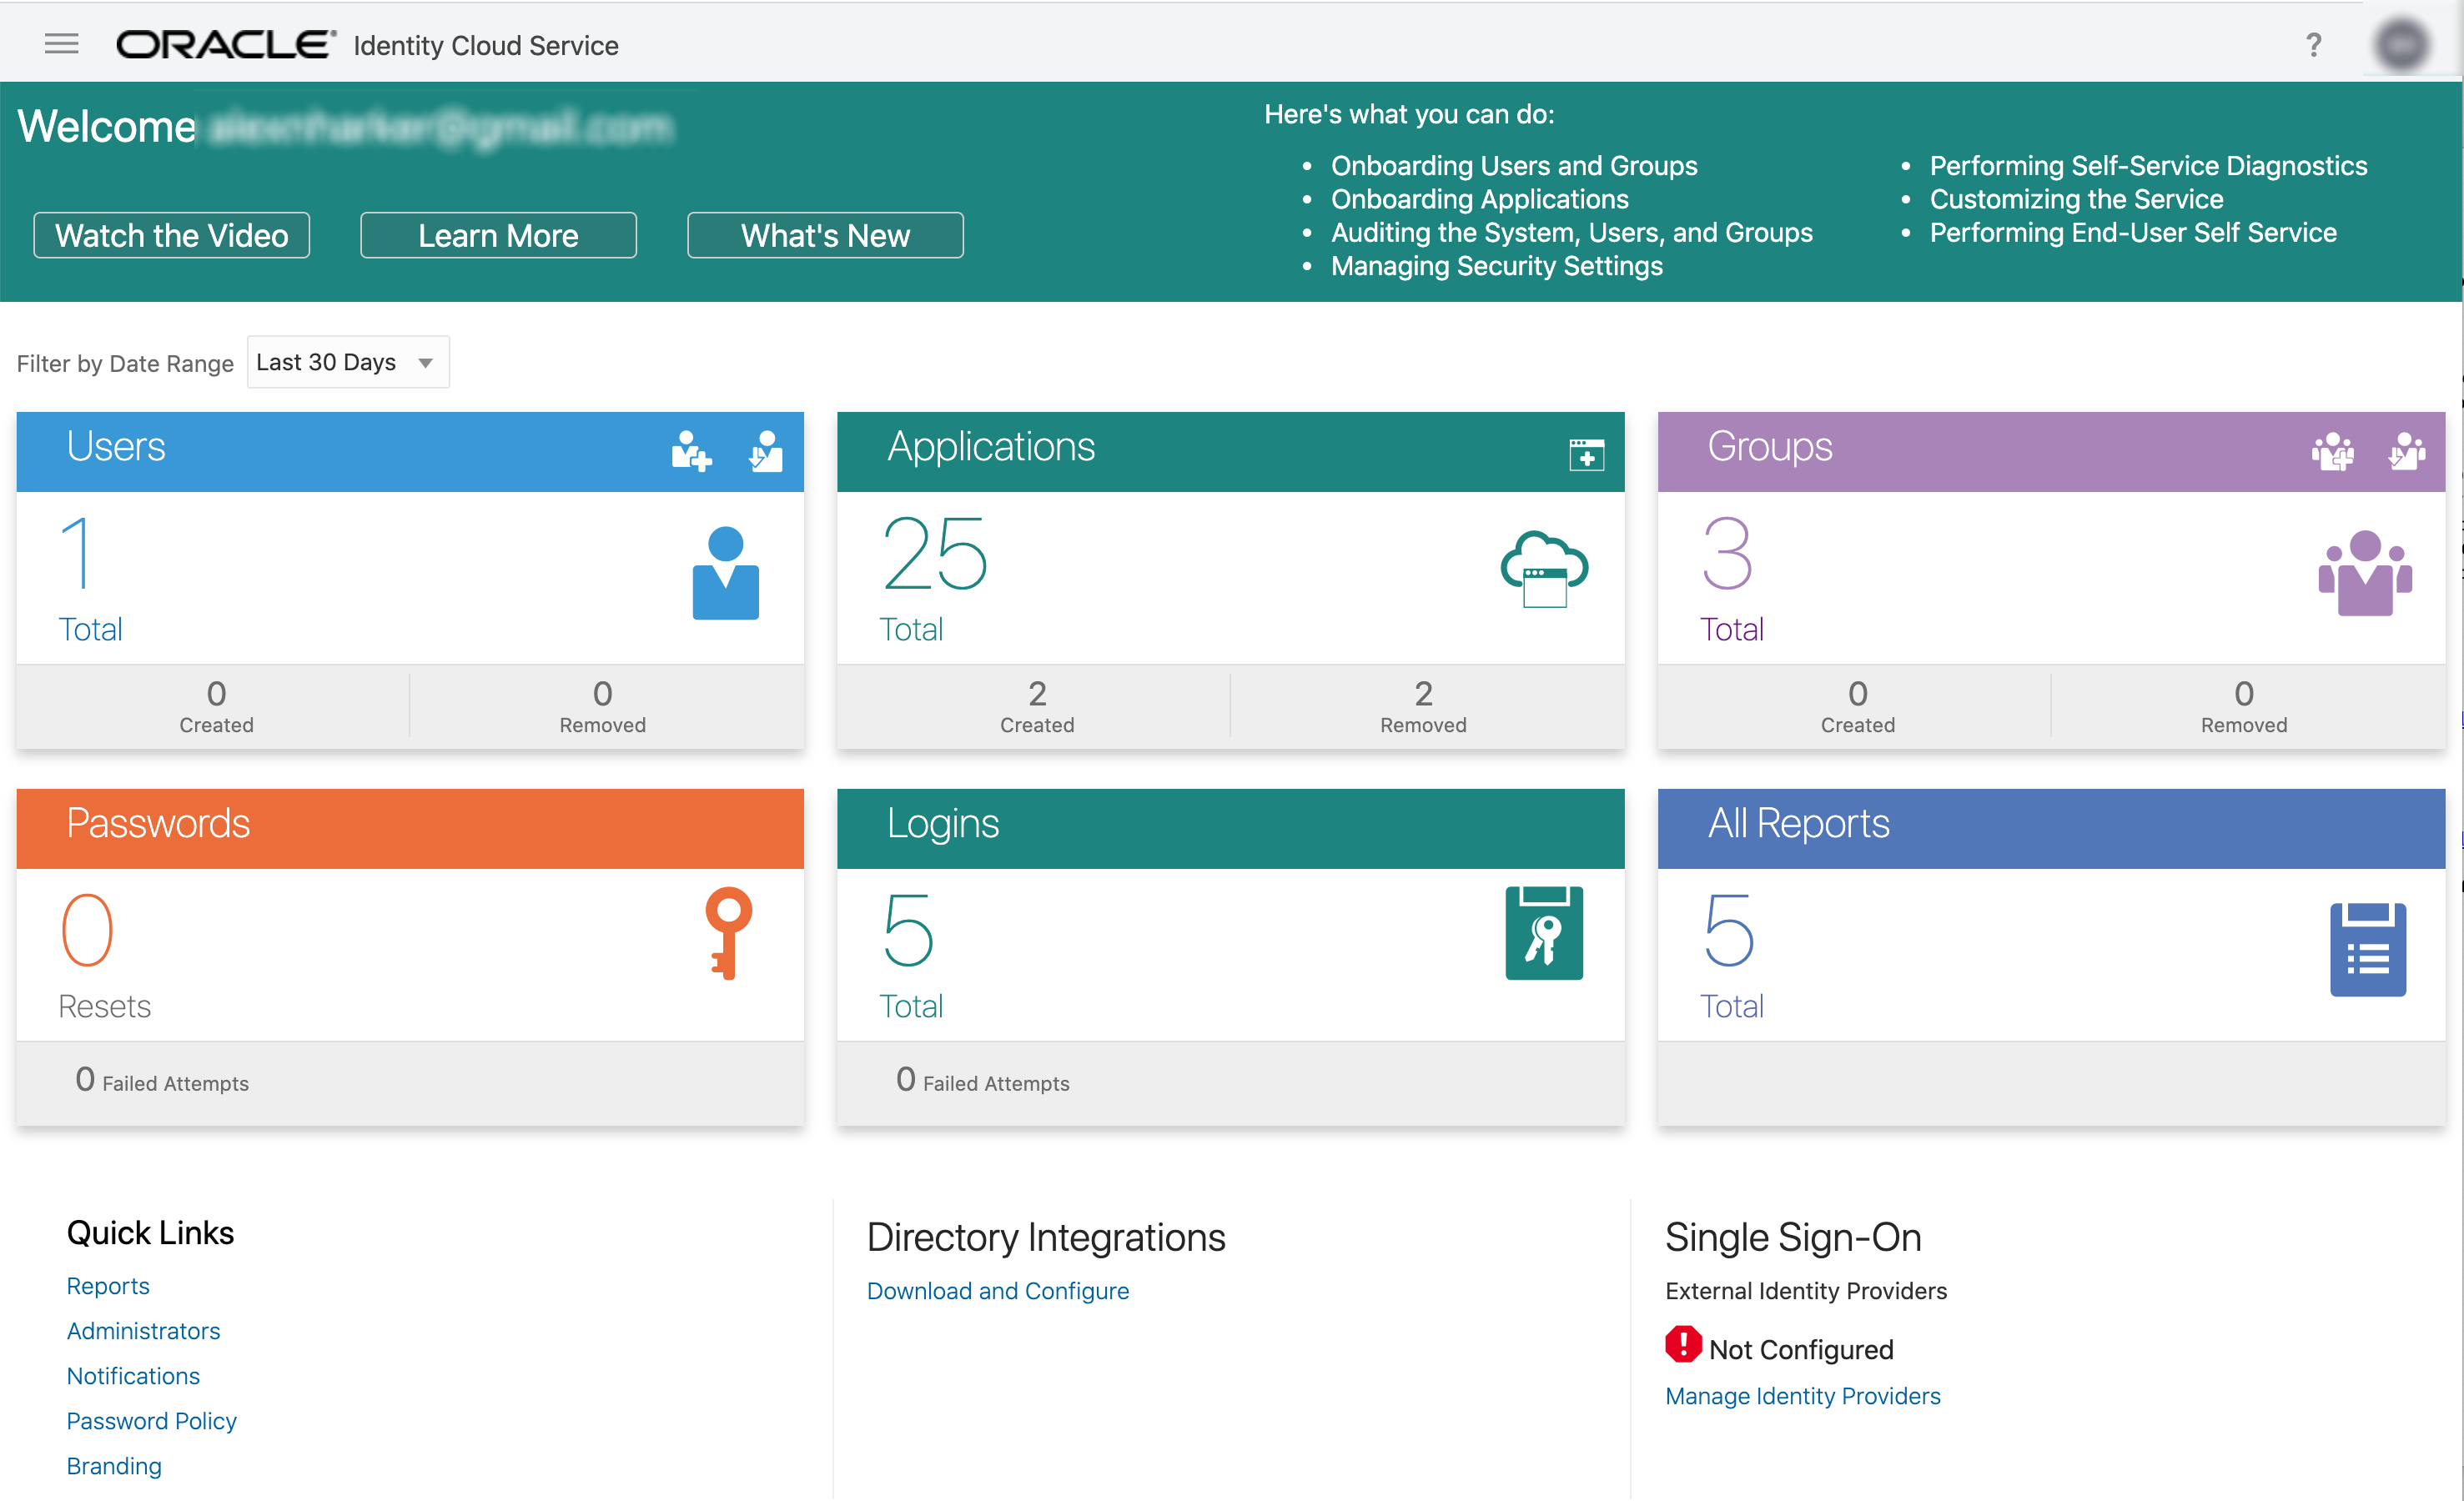 ORACLE® Identity Cloud Service ?
Welcome
Watch the Video
Learn More
What's New
Here's what you can do:
• Onboarding Users and Groups
• Onboarding Applications
• Auditing the System, Users, and Groups
• Managing Security Settings
• Performing Self-Service Diagnostics
• Customizing the Service
• Performing End-User Self Service
Filter by Date Range Last 30 Days
Users
1
Total
0
Created
0
Removed
Applications
25
Total
2
Created
2
Removed
Groups
3
Total
0
Created
0
Removed
Passwords
0
Resets
0 Failed Attempts
Logins
5
Total
0 Failed Attempts
All Reports
5
Total
Quick Links
Reports
Administrators
Notifications
Password Policy
Branding
Directory Integrations
Download and Configure
Single Sign-On
External Identity Providers
Not Configured
Manage Identity Providers